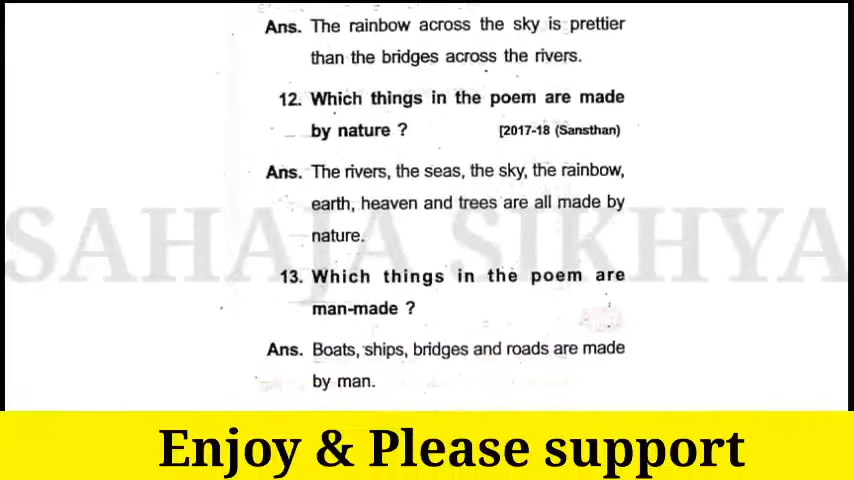 Ans. The rainbow across the sky is prettier
than the bridges across the rivers.
12. Which things in the poem are made
by nature ? [2017-18 (Sansthan)
Ans. The rivers, the seas, the sky, the rainbow,
earth, heaven and trees are all made by
nature.
SAHAJA SIKHYA
13. Which things in the poem are
man-made ?
Ans. Boats, ships, bridges and roads are made
by man.
Enjoy & Please support